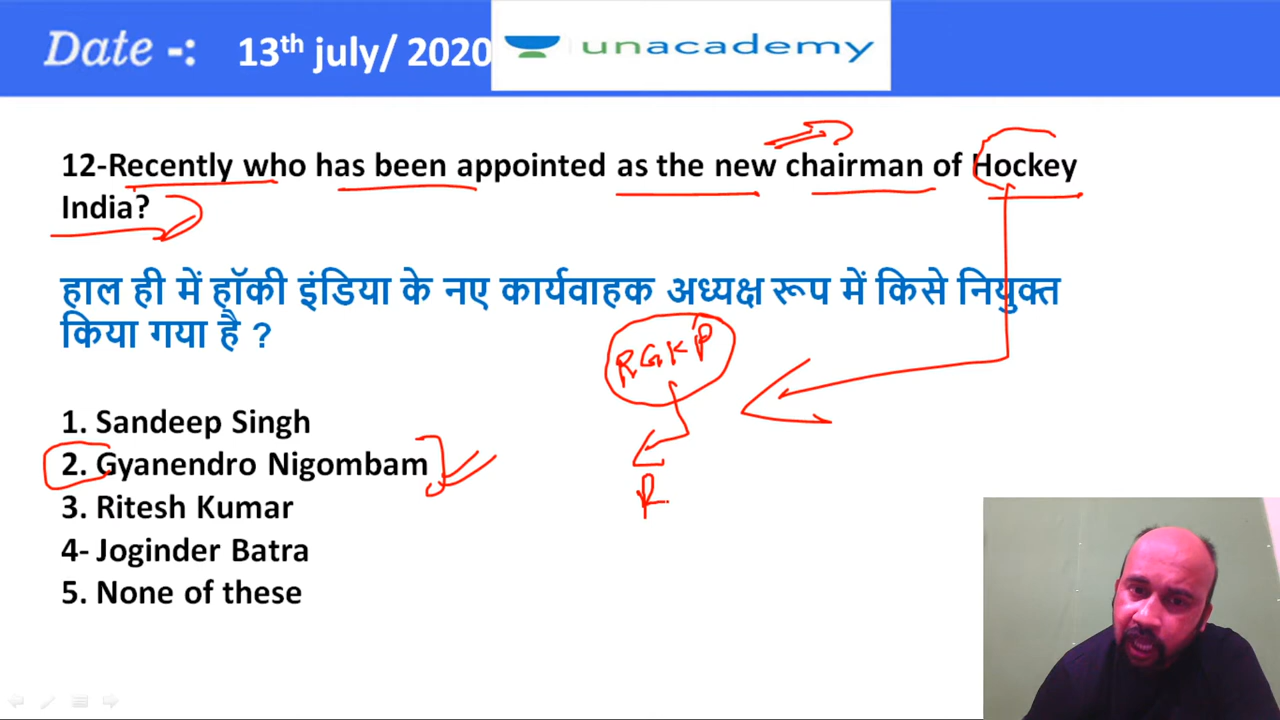 Date -: 13th july/ 2020 unacademy
12-Recently who has been appointed as the new chairman of Hockey
India?
हाल ही में हॉकी इंडिया के नए कार्यवाहक अध्यक्ष रूप में किसे नियुक्त
किया गया है ?
RGKP
1. Sandeep Singh
2. Gyanendro Nigombam
R
3. Ritesh Kumar
4- Joginder Batra
5. None of these